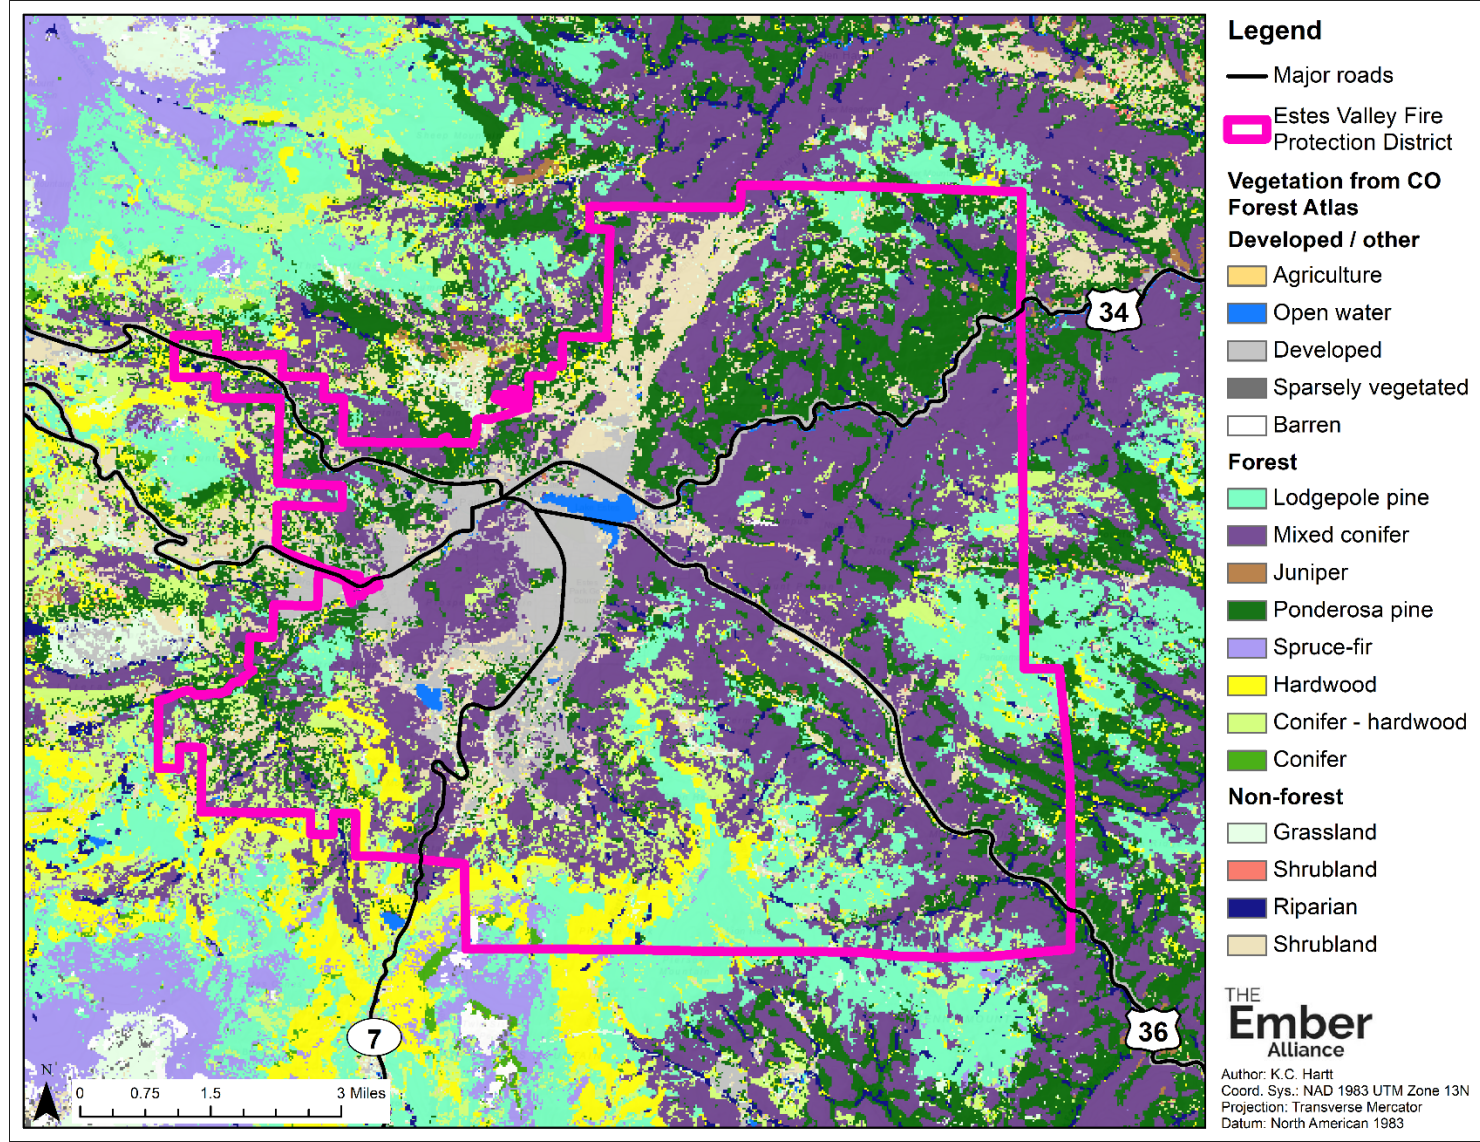 Legend
Major roads
Estes Valley Fire
Protection District
Vegetation from CO
Forest Atlas
Developed / other
Agriculture
Open water
Developed
Sparsely vegetated
Barren
Forest
Lodgepole pine
Mixed conifer
Juniper
Ponderosa pine
Spruce-fir
Hardwood
Conifer - hardwood
Conifer
Non-forest
Grassland
Shrubland
Riparian
Shrubland
34
7
36
N
0 0.75 1.5 3 Miles
THE
Ember
Alliance
Author: K.C. Hartt
Coord. Sys.: NAD 1983 UTM Zone 13N
Projection: Transverse Mercator
Datum: North American 1983